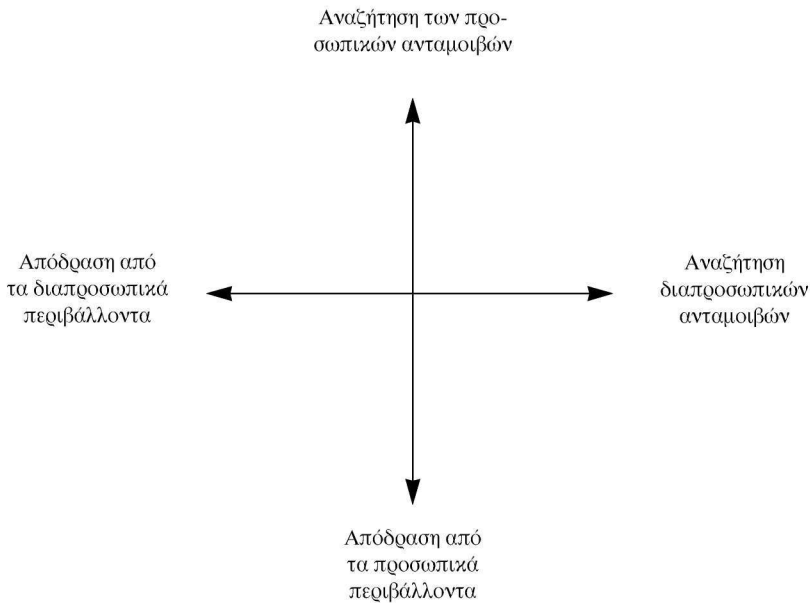 Αναζήτηση των προ-
σωπικών ανταμοιβών
Απόδραση από
τα διαπροσωπικά
περιβάλλοντα
Αναζήτηση
διαπροσωπικών
ανταμοιβών
Απόδραση από
τα προσωπικά
περιβάλλοντα